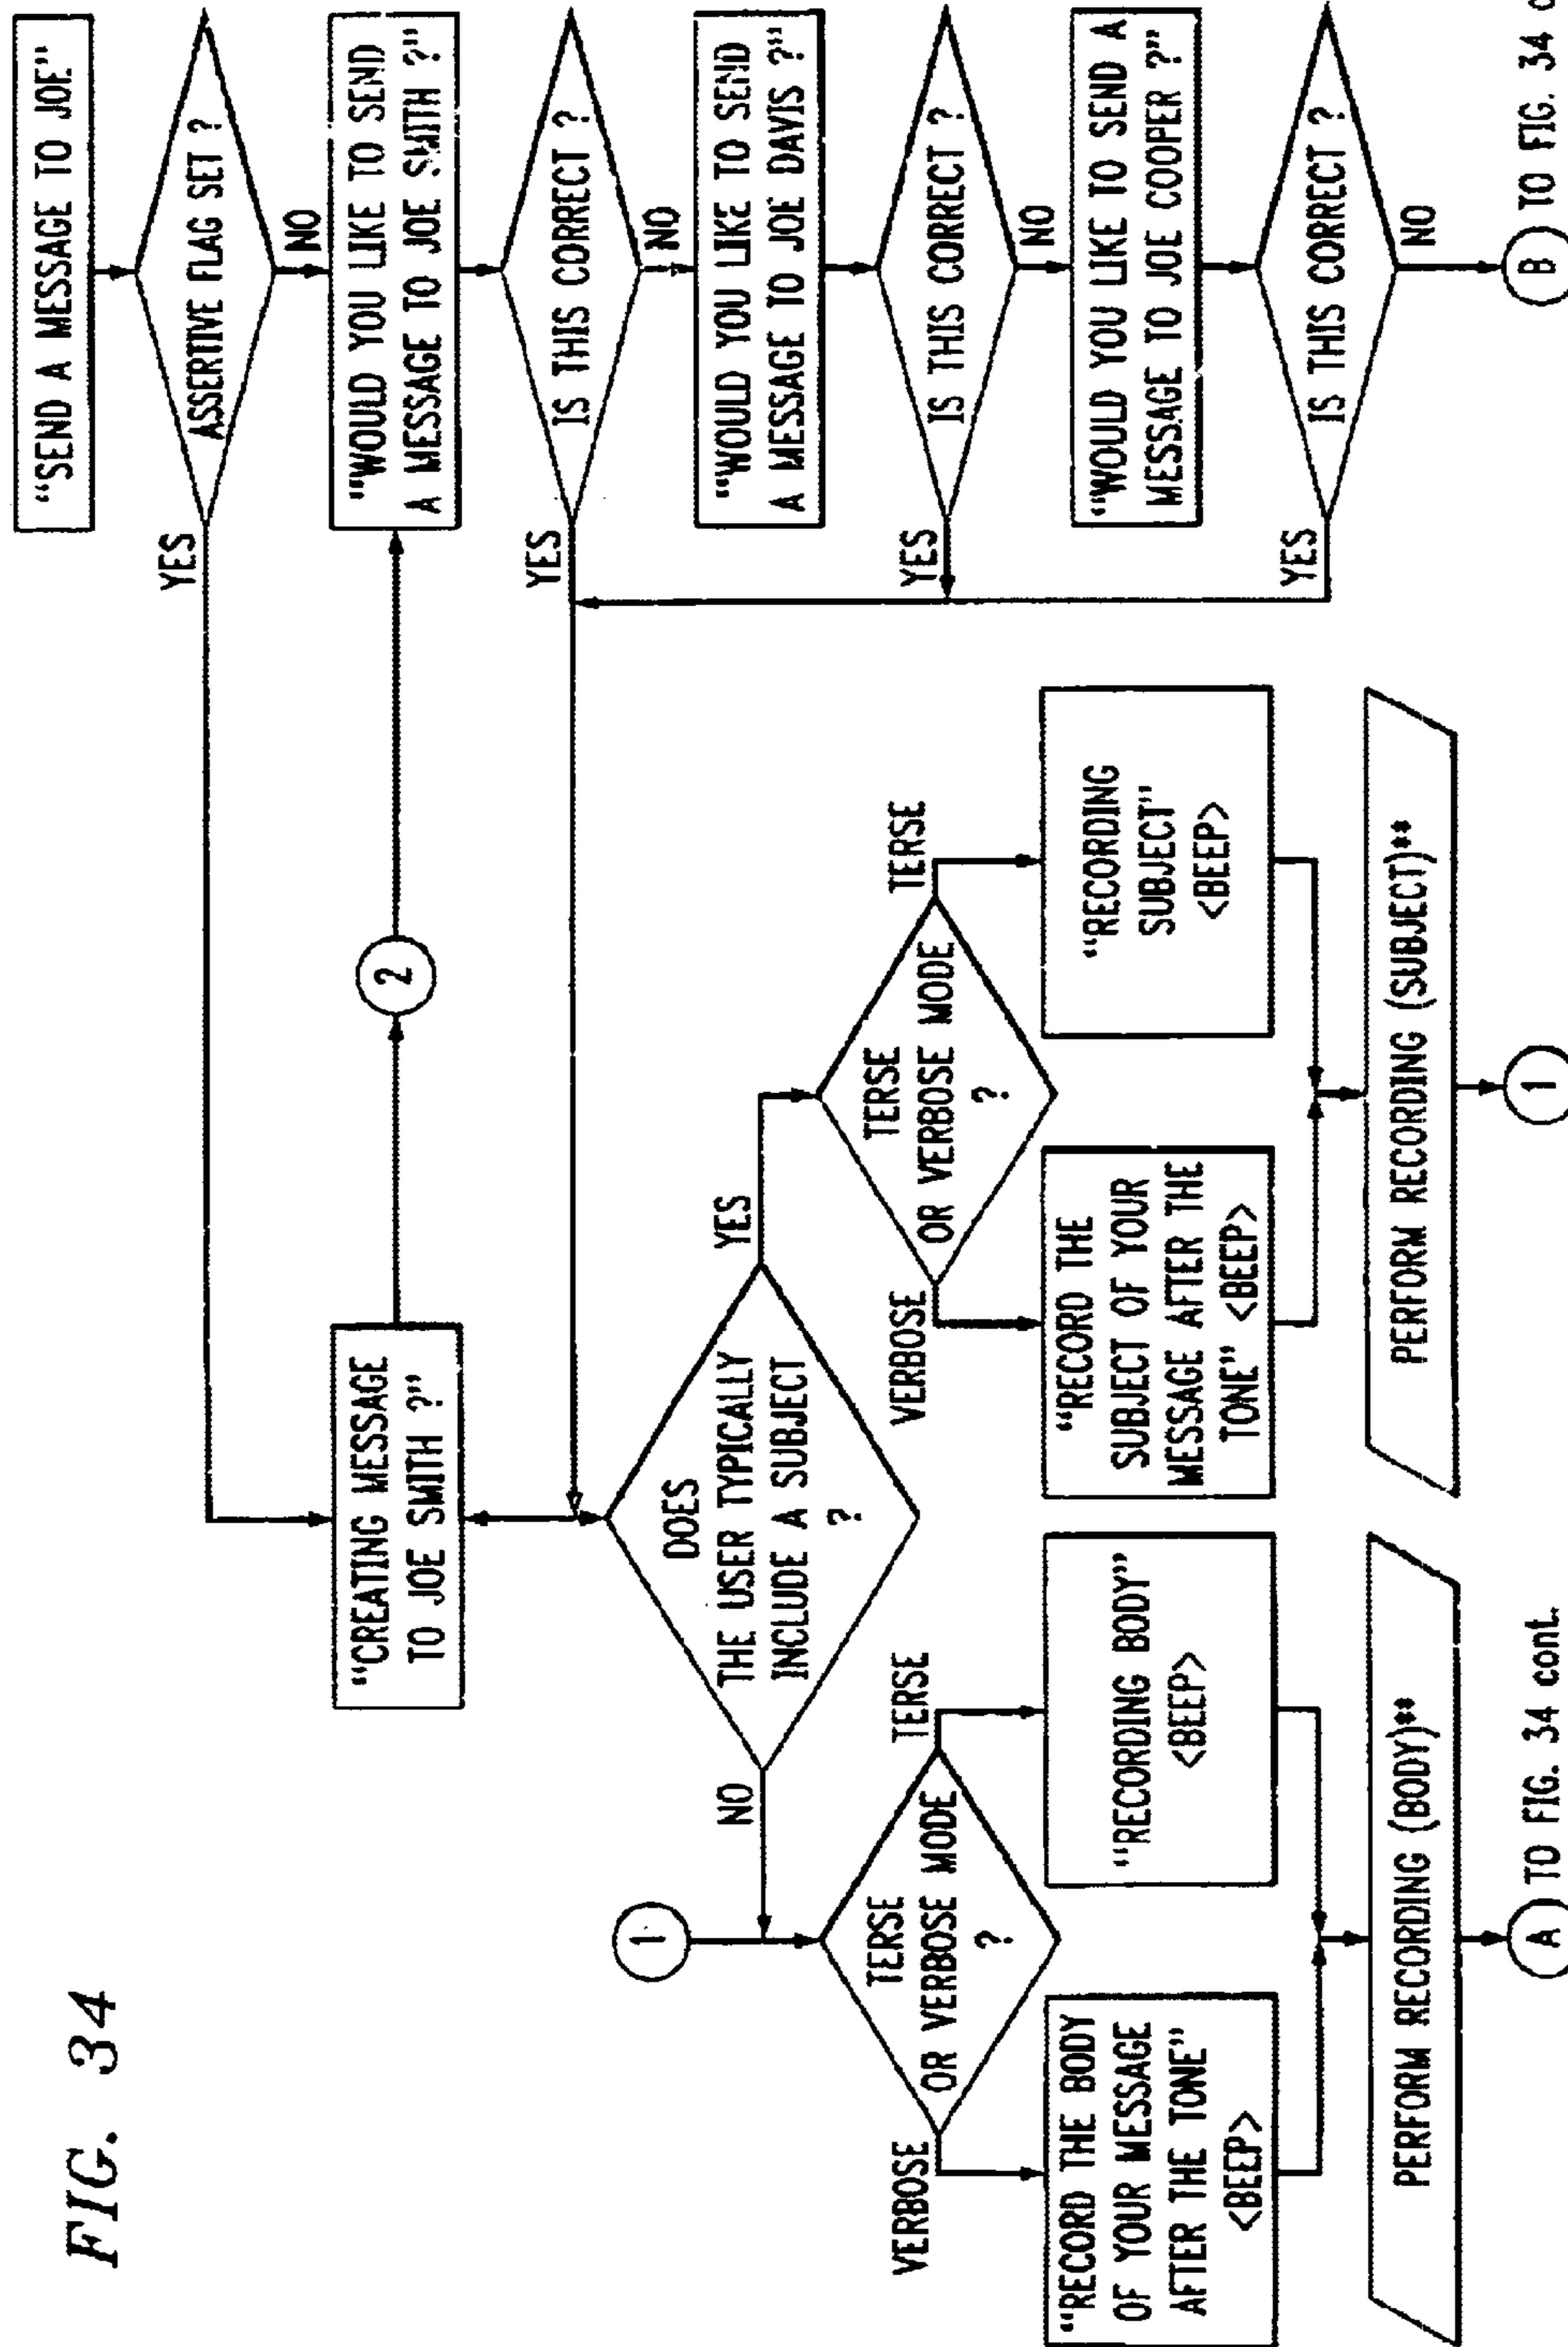 FIG. 34
"SEND A MESSAGE TO JOE"
ASSERTIVE FLAG SET ?
YES
NO
"CREATING MESSAGE
TO JOE SMITH ?"
2
"WOULD YOU LIKE TO SEND
A MESSAGE TO JOE SMITH ?"
IS THIS CORRECT ?
YES
NO
"WOULD YOU LIKE TO SEND
A MESSAGE TO JOE DAVIS ?"
IS THIS CORRECT ?
YES
NO
"WOULD YOU LIKE TO SEND A
MESSAGE TO JOE COOPER ?"
IS THIS CORRECT ?
YES
NO
B
TO FIG. 34
DOES
THE USER TYPICALLY
INCLUDE A SUBJECT
?
NO
YES
1
TERSE
OR VERBOSE MODE
?
VERBOSE
TERSE
"RECORD THE BODY
OF YOUR MESSAGE
AFTER THE TONE"
<BEEP>
"RECORDING BODY"
<BEEP>
PERFORM RECORDING (BODY)**
A
TO FIG. 34 cont.
TERSE
OR VERBOSE MODE
?
VERBOSE
TERSE
"RECORD THE
SUBJECT OF YOUR
MESSAGE AFTER THE
TONE" <BEEP>
"RECORDING
SUBJECT"
<BEEP>
PERFORM RECORDING (SUBJECT)**
1